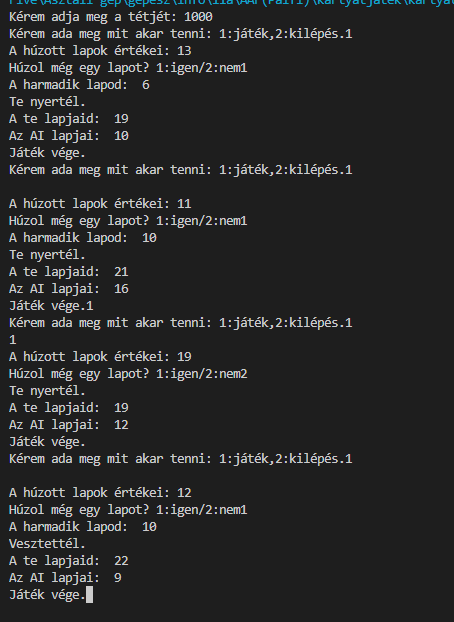 Kérem adja meg a tétjét: 1000
Kérem ada meg mit akar tenni: 1:játék,2:kilépés.1
A húzott lapok értékei: 13
Húzol még egy lapot? 1:igen/2:nem1
A harmadik lapod:  6
Te nyertél.
A te lapjaid:  19
Az AI lapjai:  10
Játék vége.
Kérem ada meg mit akar tenni: 1:játék,2:kilépés.1

A húzott lapok értékei: 11
Húzol még egy lapot? 1:igen/2:nem1
A harmadik lapod:  10
Te nyertél.
A te lapjaid:  21
Az AI lapjai:  16
Játék vége.1
Kérem ada meg mit akar tenni: 1:játék,2:kilépés.1
1
A húzott lapok értékei: 19
Húzol még egy lapot? 1:igen/2:nem2
Te nyertél.
A te lapjaid:  19
Az AI lapjai:  12
Játék vége.
Kérem ada meg mit akar tenni: 1:játék,2:kilépés.1

A húzott lapok értékei: 12
Húzol még egy lapot? 1:igen/2:nem1
A harmadik lapod:  10
Vesztettél.
A te lapjaid:  22
Az AI lapjai:  9
Játék vége.